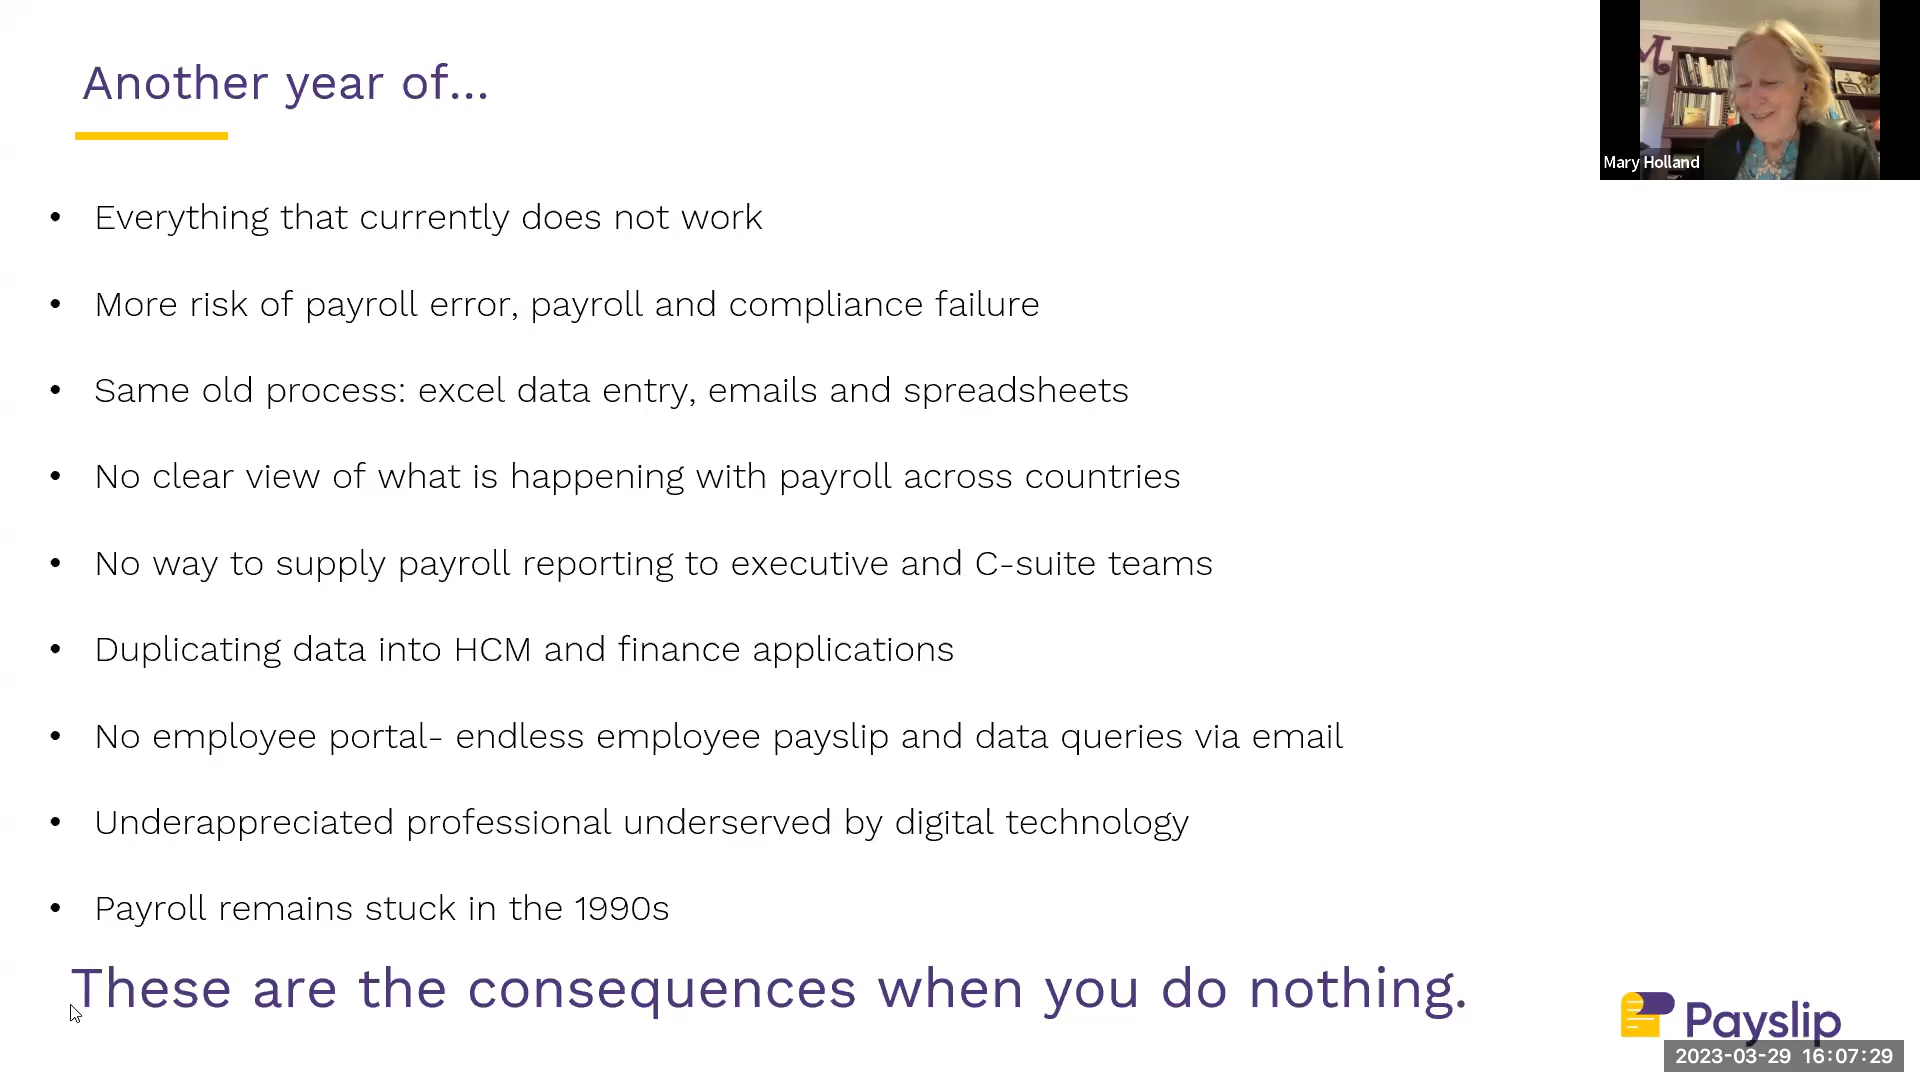 Another year of...
Mary Holland
• Everything that currently does not work
• More risk of payroll error, payroll and compliance failure
• Same old process: excel data entry, emails and spreadsheets
• No clear view of what is happening with payroll across countries
• No way to supply payroll reporting to executive and C-suite teams
• Duplicating data into HCM and finance applications
• No employee portal- endless employee payslip and data queries via email
• Underappreciated professional underserved by digital technology
• Payroll remains stuck in the 1990s
These are the consequences when you do nothing.
Payslip
2023-03-29 16:07:29